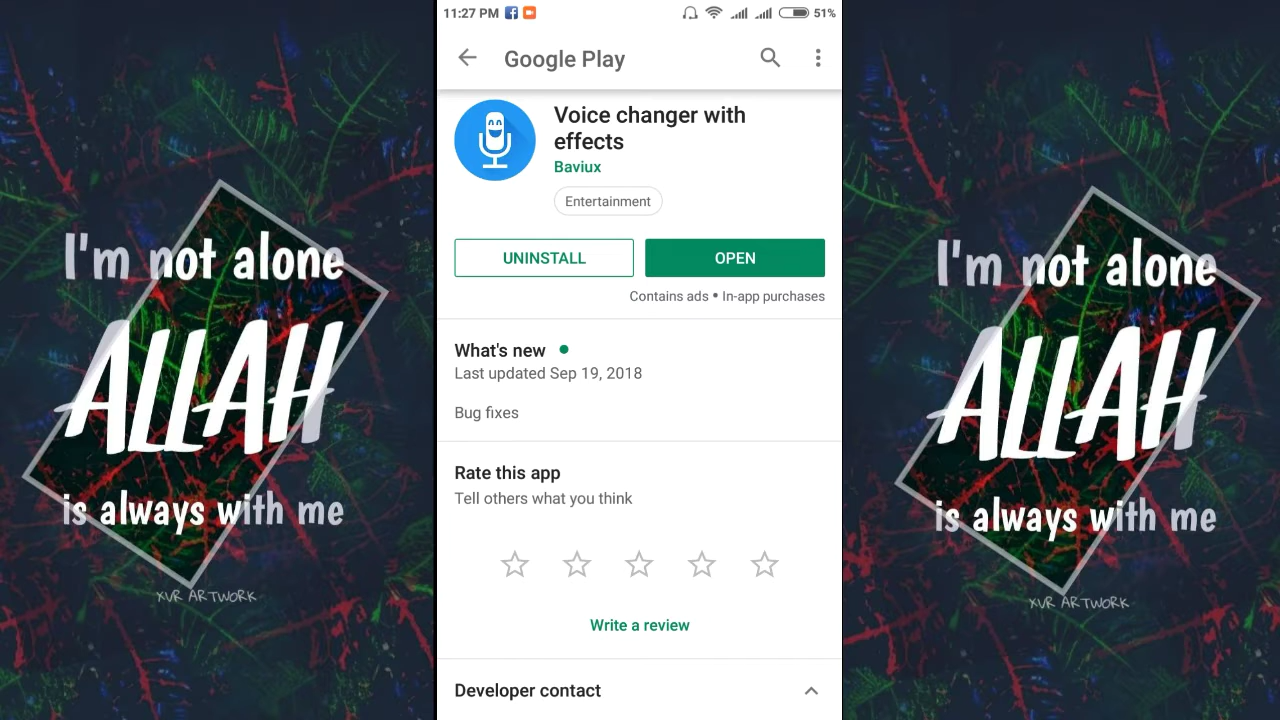 I'm not alone
ALLAH
is always with me
XVR ARTWORK
11:27 PM
51%
Google Play
Voice changer with
effects
Baviux
Entertainment
UNINSTALL
OPEN
Contains ads • In-app purchases
What's new
Last updated Sep 19, 2018
Bug fixes
Rate this app
Tell others what you think
Write a review
Developer contact
I'm not alone
ALLAH
is always with me
XVR ARTWORK